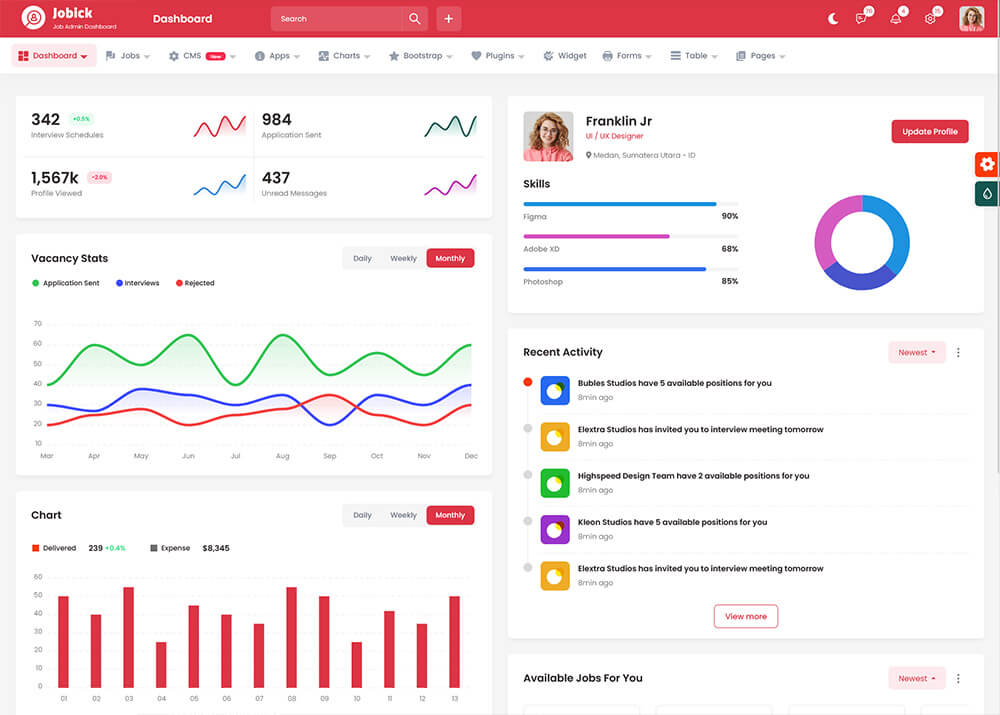 Jobick
Job Admin Dashboard
Dashboard
Search
76
4
15
Dashboard
Jobs
CMS New
Apps
Charts
Bootstrap
Plugins
Widget
Forms
Table
Pages
342 +0.5%
Interview Schedules
984
Application Sent
1,567k -2.0%
Profile Viewed
437
Unread Messages
Franklin Jr
UI / UX Designer
Medan, Sumatera Utara - ID
Update Profile
Skills
Figma 90%
Adobe XD 68%
Photoshop 85%
Vacancy Stats
Daily Weekly Monthly
Application Sent Interviews Rejected
70
60
50
40
30
20
10
Mar Apr May Jun Jul Aug Sep Oct Nov Dec
Recent Activity
Newest
Bubles Studios have 5 available positions for you
8min ago
Elextra Studios has invited you to interview meeting tomorrow
8min ago
Highspeed Design Team have 2 available positions for you
8min ago
Kleon Studios have 5 available positions for you
8min ago
Elextra Studios has invited you to interview meeting tomorrow
8min ago
View more
Chart
Daily Weekly Monthly
Delivered 239 +0.4% Expense $8,345
60
50
40
30
20
10
0
01 02 03 04 05 06 07 08 09 10 11 12 13
Available Jobs For You
Newest